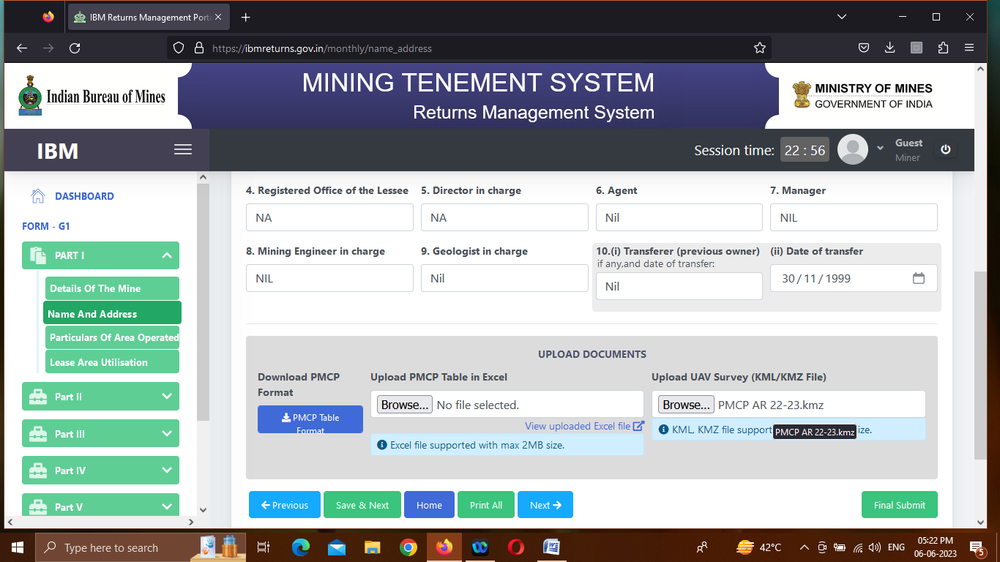 IBM Returns Management Porta
https://ibmreturns.gov.in/monthly/name_address
Indian Bureau of Mines
MINING TENEMENT SYSTEM
Returns Management System
MINISTRY OF MINES
GOVERNMENT OF INDIA
IBM
Session time: 22 : 56
Guest
Miner
DASHBOARD
FORM - G1
PART I
Details Of The Mine
Name And Address
Particulars Of Area Operated
Lease Area Utilisation
Part II
Part III
Part IV
Part V
4. Registered Office of the Lessee
NA
5. Director in charge
NA
6. Agent
Nil
7. Manager
NIL
8. Mining Engineer in charge
NIL
9. Geologist in charge
Nil
10.(i) Transferer (previous owner)
if any,and date of transfer:
Nil
(ii) Date of transfer
30 / 11 / 1999
UPLOAD DOCUMENTS
Download PMCP
Format
PMCP Table
Format
Upload PMCP Table in Excel
Browse... No file selected.
View uploaded Excel file
Excel file supported with max 2MB size.
Upload UAV Survey (KML/KMZ File)
Browse... PMCP AR 22-23.kmz
KML, KMZ file support
PMCP AR 22-23.kmz
ize.
Previous
Save & Next
Home
Print All
Next
Final Submit
Type here to search
42°C
ENG
05:22 PM
06-06-2023
5